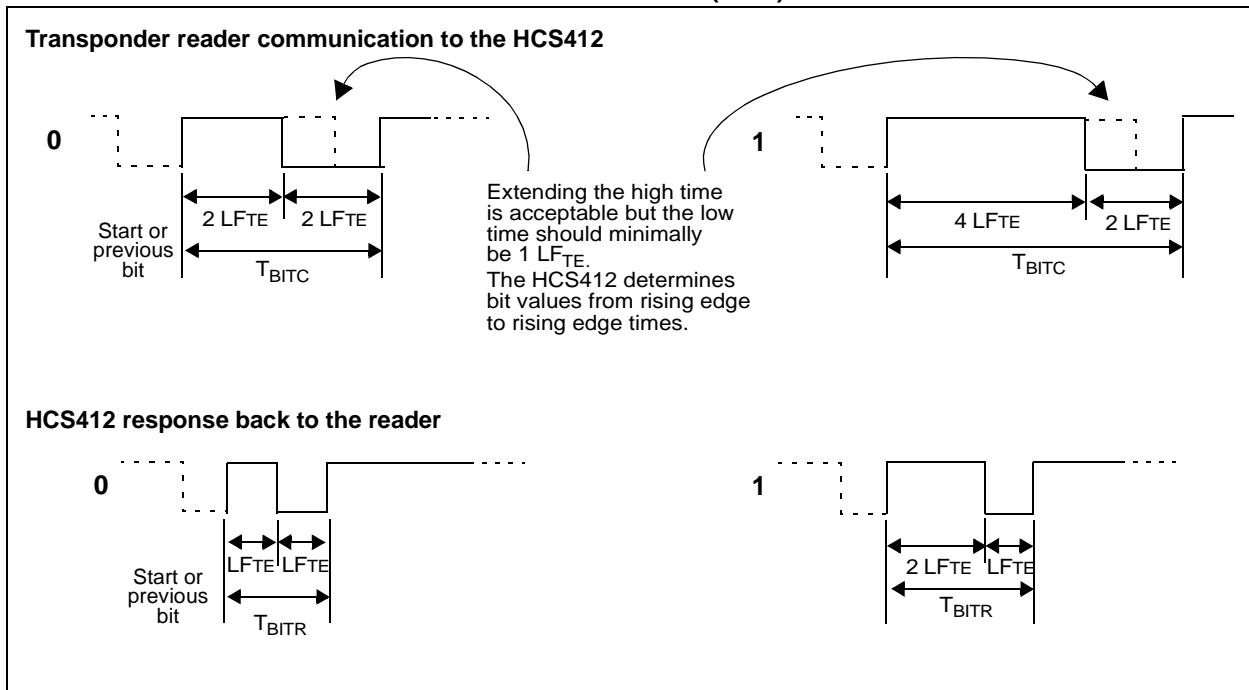 Transponder reader communication to the HCS412
0
2 LFTE
2 LFTE
Start or
previous
bit
TBITC
Extending the high time
is acceptable but the low
time should minimally
be 1 LFTE.
The HCS412 determines
bit values from rising edge
to rising edge times.
1
4 LFTE
2 LFTE
TBITC
HCS412 response back to the reader
0
LFTE
LFTE
Start or
previous
bit
TBITR
1
2 LFTE
LFTE
TBITR